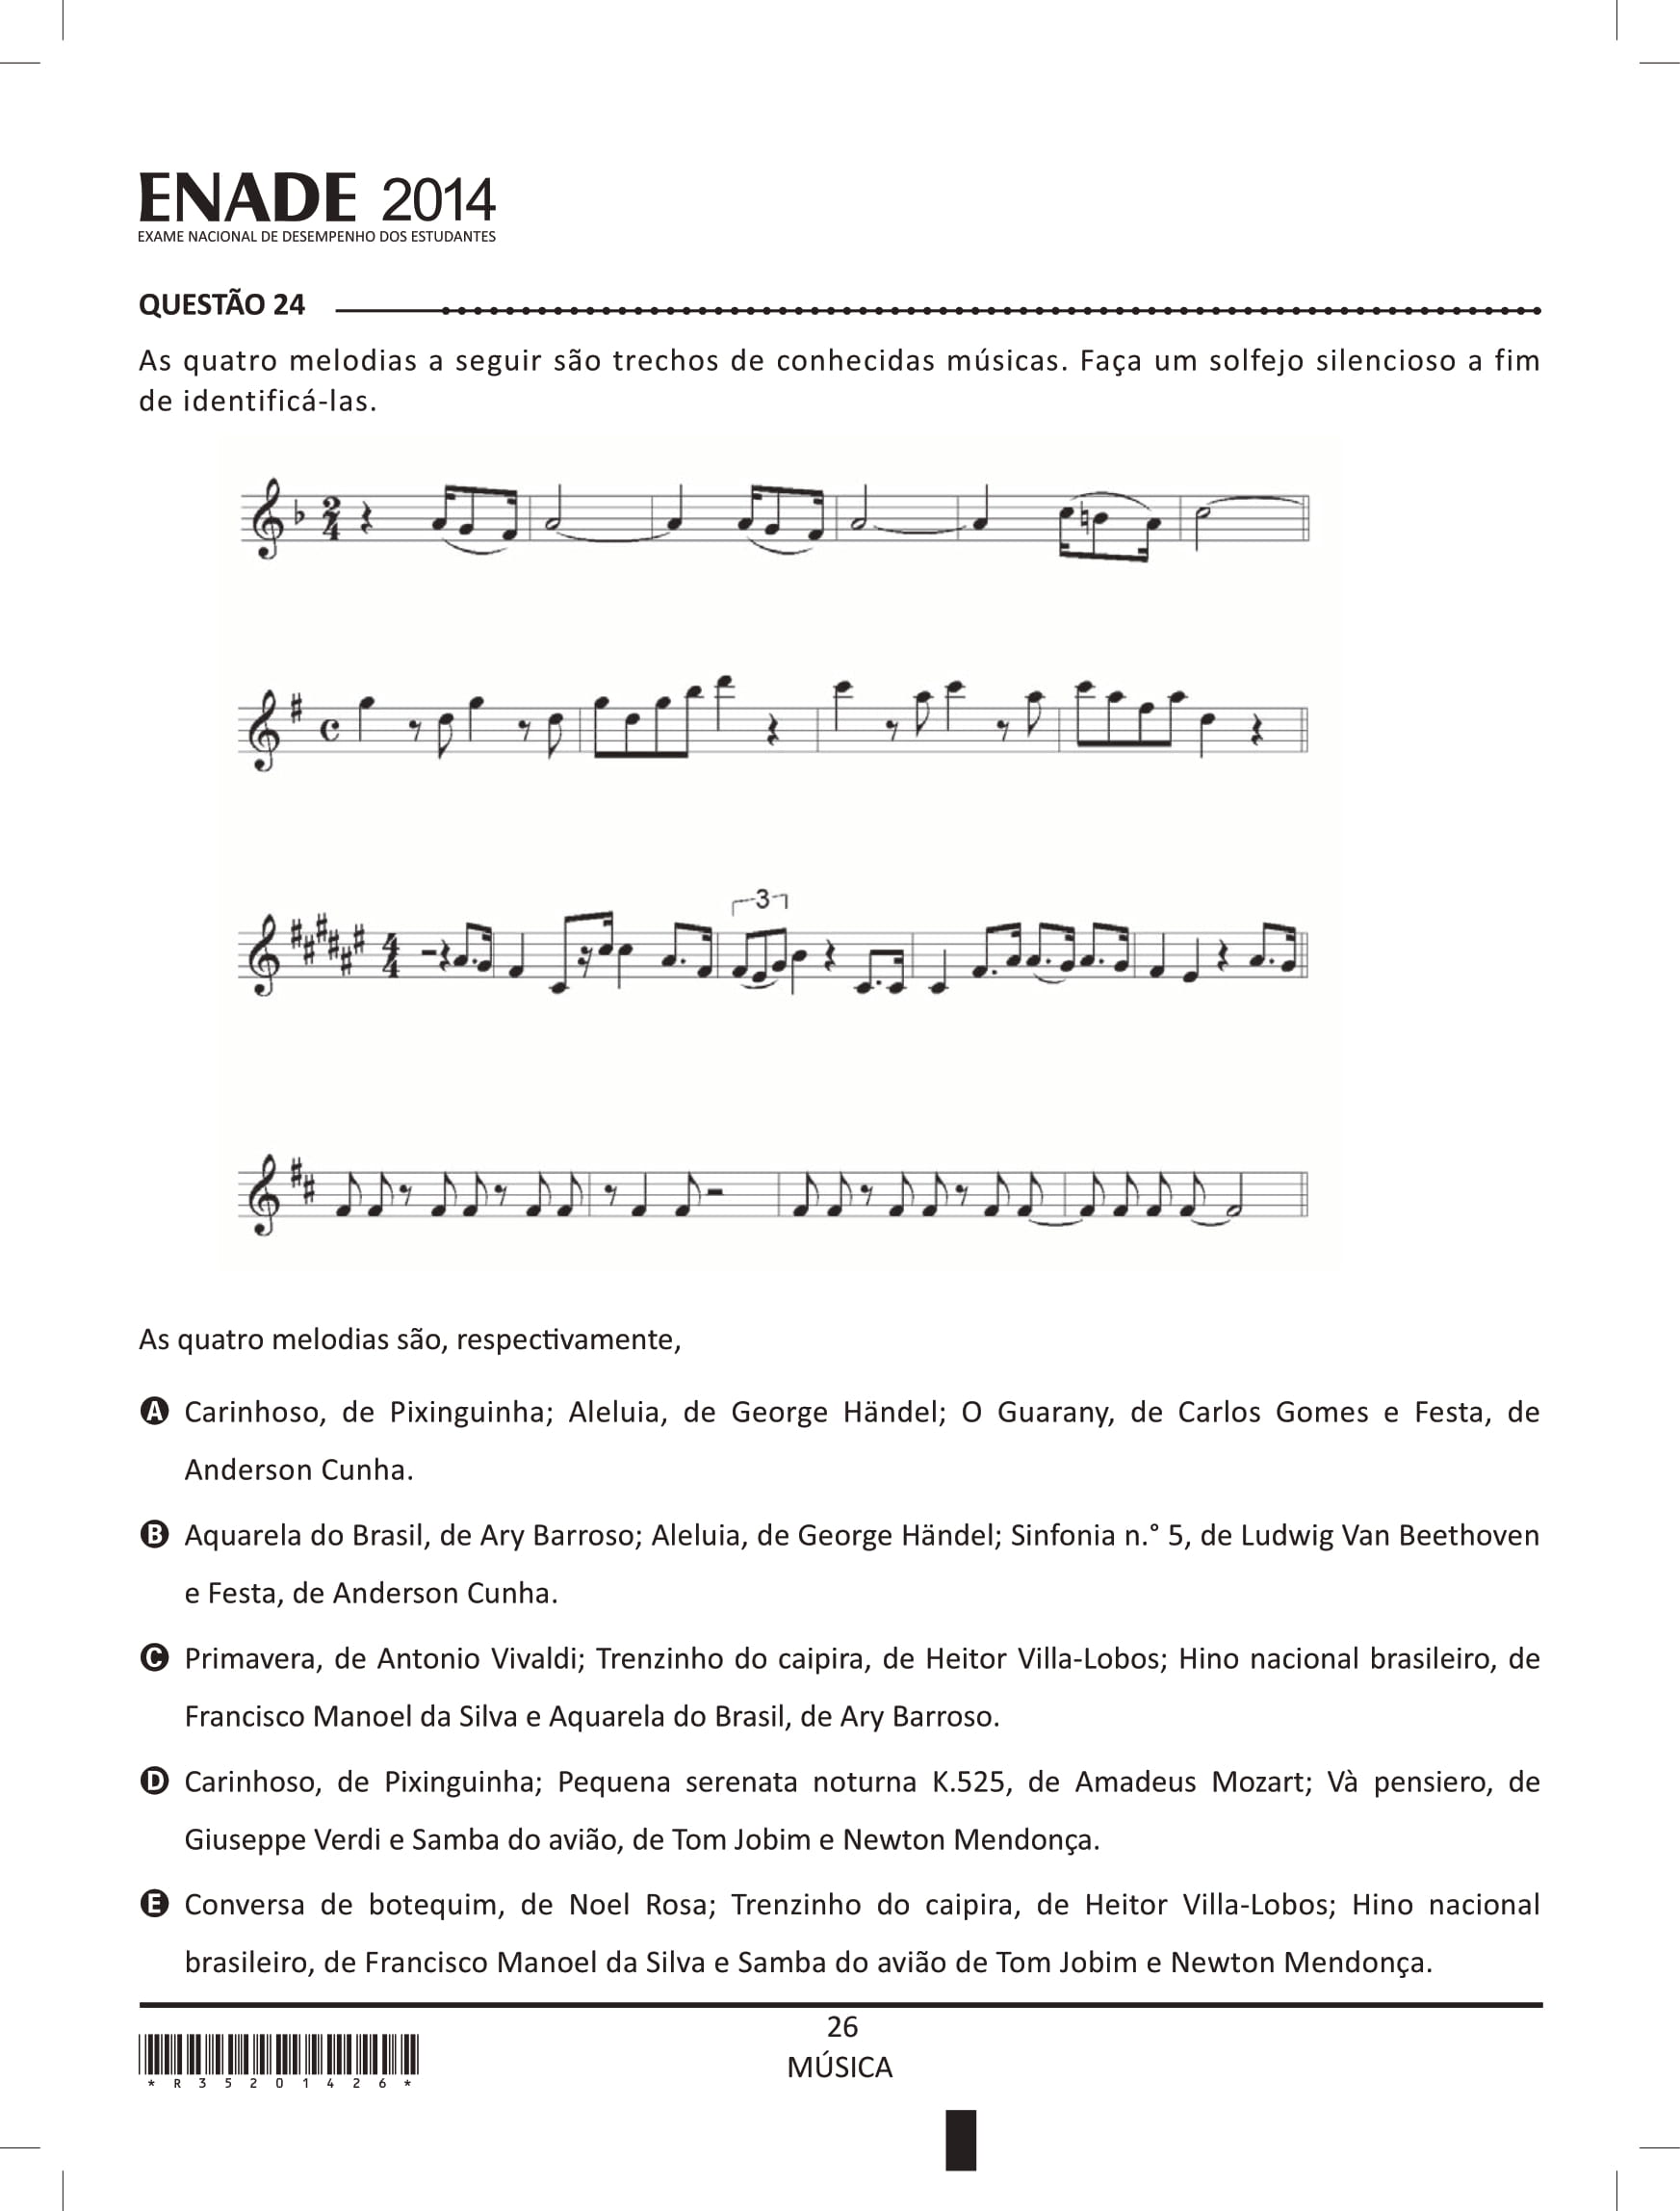 ENADE 2014
EXAME NACIONAL DE DESEMPENHO DOS ESTUDANTES
QUESTÃO 24
As quatro melodias a seguir são trechos de conhecidas músicas. Faça um solfejo silencioso a fim
de identificá-las.
3
As quatro melodias são, respectivamente,
A Carinhoso, de Pixinguinha; Aleluia, de George Händel; O Guarany, de Carlos Gomes e Festa, de
Anderson Cunha.
B Aquarela do Brasil, de Ary Barroso; Aleluia, de George Händel; Sinfonia n.° 5, de Ludwig Van Beethoven
e Festa, de Anderson Cunha.
C Primavera, de Antonio Vivaldi; Trenzinho do caipira, de Heitor Villa-Lobos; Hino nacional brasileiro, de
Francisco Manoel da Silva e Aquarela do Brasil, de Ary Barroso.
D Carinhoso, de Pixinguinha; Pequena serenata noturna K.525, de Amadeus Mozart; Và pensiero, de
Giuseppe Verdi e Samba do avião, de Tom Jobim e Newton Mendonça.
E Conversa de botequim, de Noel Rosa; Trenzinho do caipira, de Heitor Villa-Lobos; Hino nacional
brasileiro, de Francisco Manoel da Silva e Samba do avião de Tom Jobim e Newton Mendonça.
26
MÚSICA
* R 3 5 2 0 1 4 2 6 *